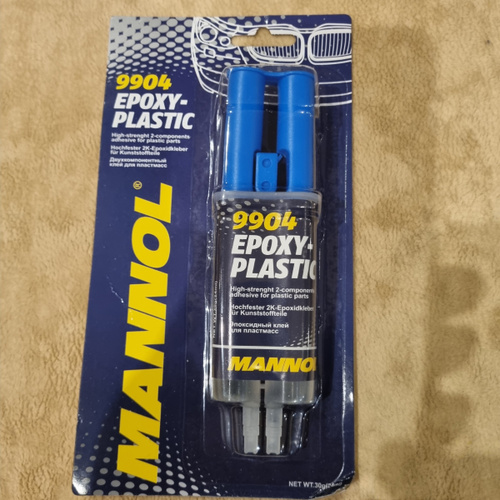 9904
EPOXY-
PLASTIC
High-strenght 2-components
adhesive for plastic parts
Hochfester 2K-Epoxidkleber
für Kunststoffteile
Двухкомпонентный
клей для пластмасс
MANNOL®
9904
EPOXY-
PLASTIC
High-strenght 2-components
adhesive for plastic parts
Hochfester 2K-Epoxidkleber
für Kunststoffteile
Эпоксидный клей
для пластмасс
MANNOL
NET WT. 30g